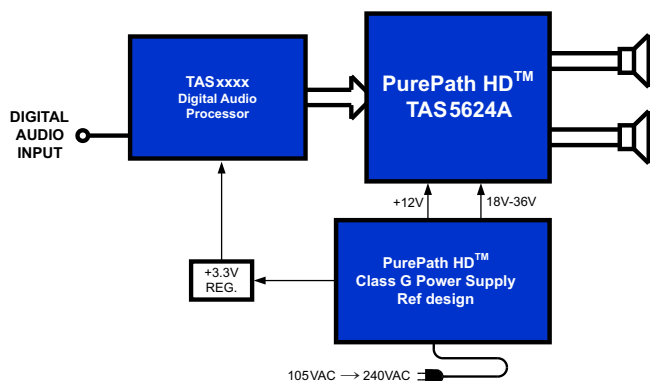 TASxxxx
Digital Audio
Processor
PurePath HD™
TAS5624A
DIGITAL
AUDIO
INPUT
+12V
18V-36V
+3.3V
REG.
PurePath HD™
Class G Power Supply
Ref design
105VAC → 240VAC